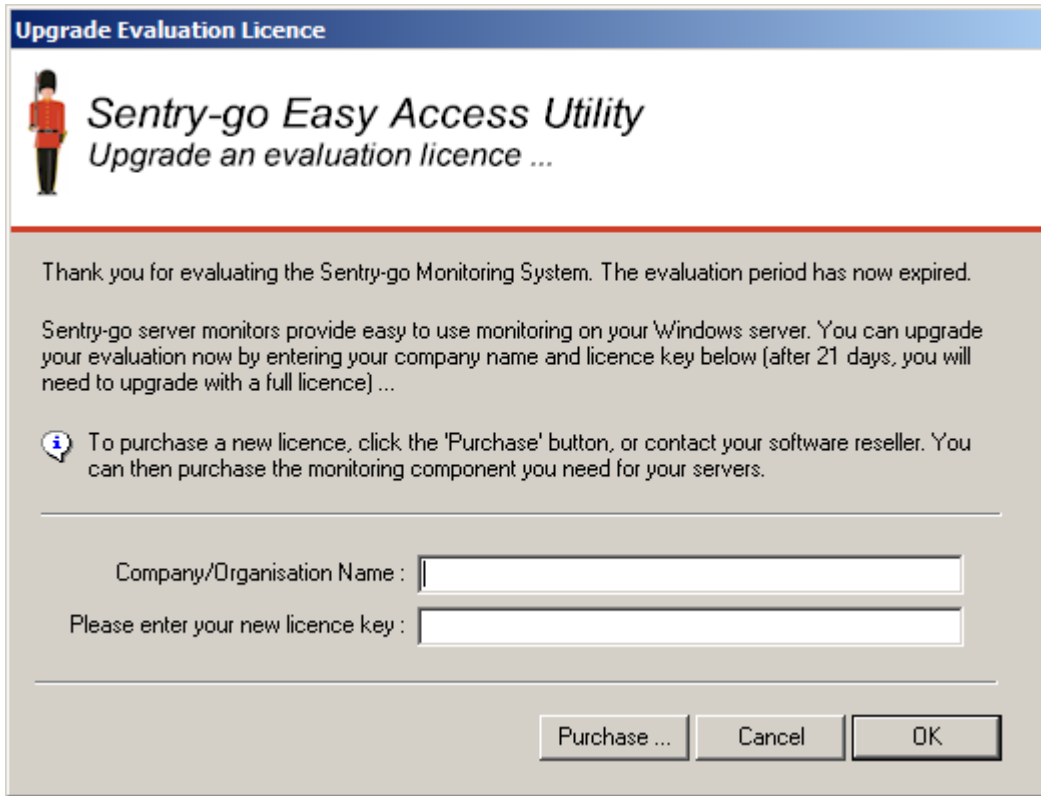 Upgrade Evaluation Licence
Sentry-go Easy Access Utility
Upgrade an evaluation licence ...
Thank you for evaluating the Sentry-go Monitoring System. The evaluation period has now expired.
Sentry-go server monitors provide easy to use monitoring on your Windows server. You can upgrade
your evaluation now by entering your company name and licence key below (after 21 days, you will
need to upgrade with a full licence) ...
To purchase a new licence, click the 'Purchase' button, or contact your software reseller. You
can then purchase the monitoring component you need for your servers.
Company/Organisation Name :
Please enter your new licence key :
Purchase ... Cancel OK